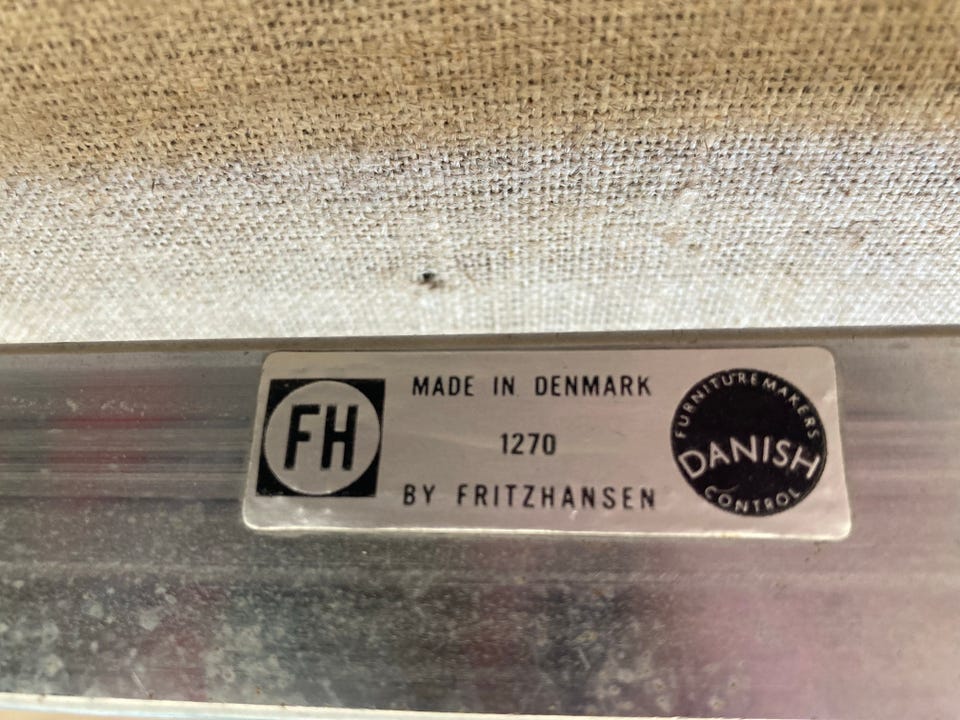 FH
MADE IN DENMARK
1270
BY FRITZHANSEN
FURNITUREMAKERS
DANISH
CONTROL